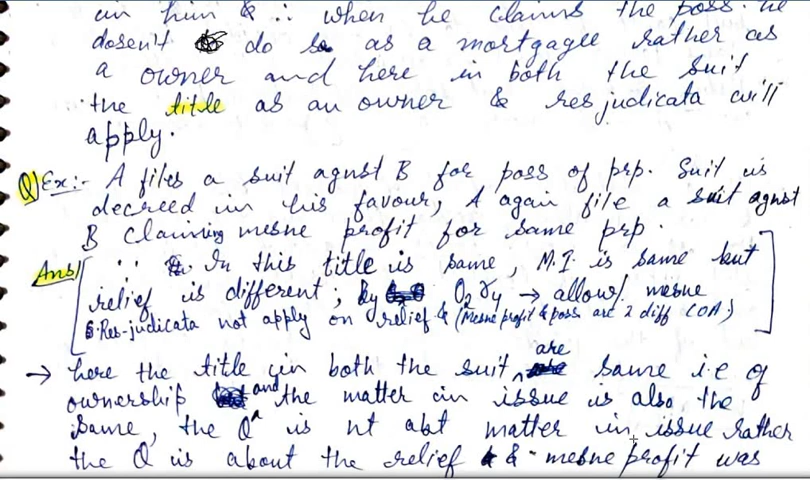 in him & ∴ when he claims the poss. he
dosen't do so as a mortgagee rather as
a owner and here in both the suit
the title as an owner & res judicata will
apply.
Q Ex:- A files a suit agnst B for poss of prp. Suit is
decreed in his favour, A again file a suit agnst
B claiming mesne profit for same prp.
Ans) ∵ In this title is same, M.I. is same but
relief is different; By O2 r4 → allows mesne
Res-judicata not apply on relief & (Mesne profit & poss are 2 diff COA)
→ here the title in both the suit are same i.e of
ownership and the matter in issue is also the
same, the Q is nt abt matter in issue rather
the Q is about the relief & mesne profit was